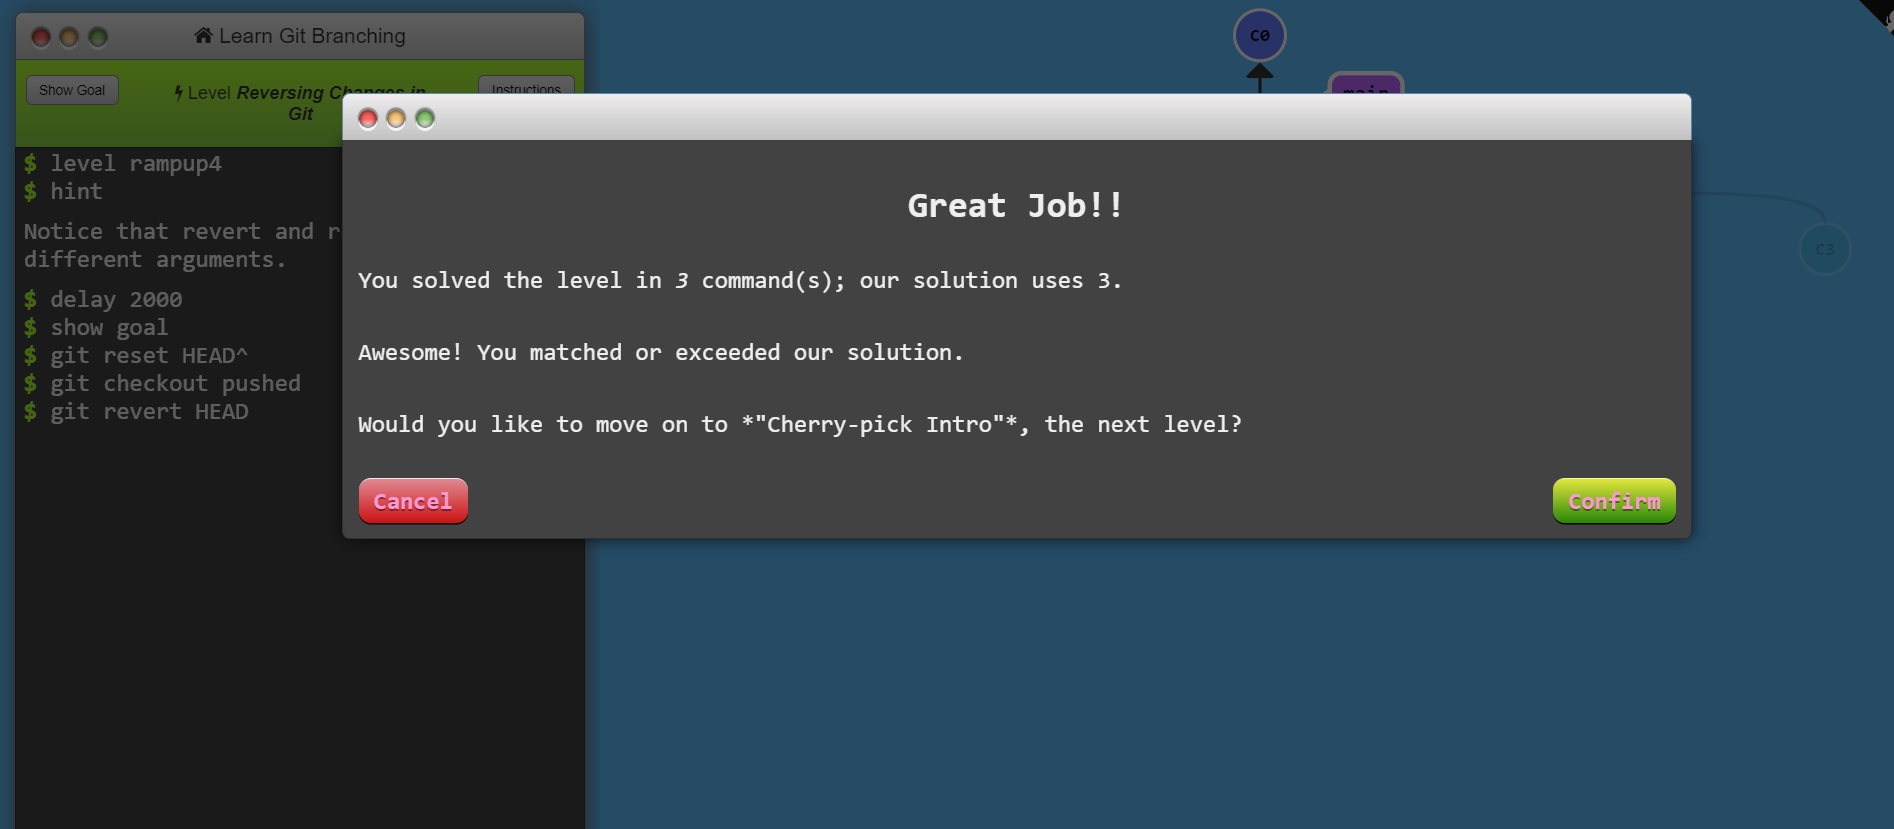 Learn Git Branching
Show Goal
Level Reversing Changes in
Git
Instructions
$ level rampup4
$ hint
Notice that revert and r
different arguments.
$ delay 2000
$ show goal
$ git reset HEAD^
$ git checkout pushed
$ git revert HEAD
C0
main
C3
Great Job!!
You solved the level in 3 command(s); our solution uses 3.
Awesome! You matched or exceeded our solution.
Would you like to move on to *"Cherry-pick Intro"*, the next level?
Cancel
Confirm